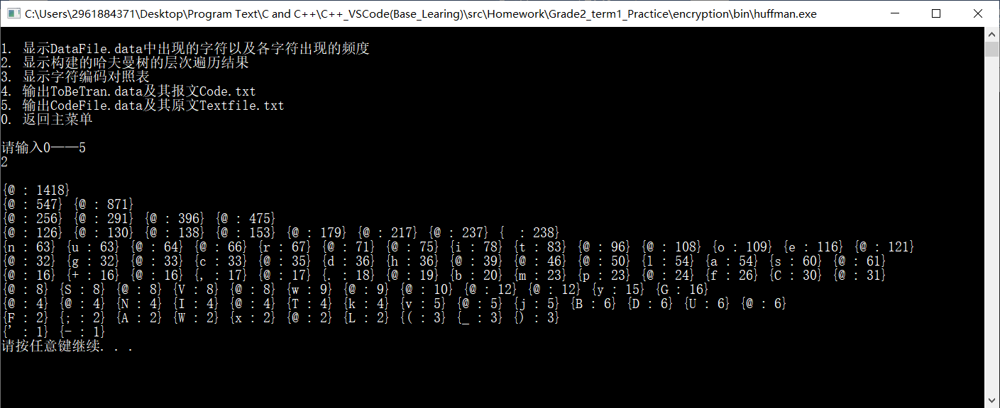 C:\Users\2961884371\Desktop\Program Text\C and C++\C++_VSCode(Base_Learing)\src\Homework\Grade2_term1_Practice\encryption\bin\huffman.exe
1. 显示DataFile.data中出现的字符以及各字符出现的频度
2. 显示构建的哈夫曼树的层次遍历结果
3. 显示字符编码对照表
4. 输出ToBeTran.data及其报文Code.txt
5. 输出CodeFile.data及其原文Textfile.txt
0. 返回主菜单
请输入0——5
2
{@ : 1418}
{@ : 547} {@ : 871}
{@ : 256} {@ : 291} {@ : 396} {@ : 475}
{@ : 126} {@ : 130} {@ : 138} {@ : 153} {@ : 179} {@ : 217} {@ : 237} {  : 238}
{n : 63} {u : 63} {@ : 64} {@ : 66} {r : 67} {@ : 71} {@ : 75} {i : 78} {t : 83} {@ : 96} {@ : 108} {o : 109} {e : 116} {@ : 121}
{@ : 32} {g : 32} {@ : 33} {c : 33} {@ : 35} {d : 36} {h : 36} {@ : 39} {@ : 46} {@ : 50} {l : 54} {a : 54} {s : 60} {@ : 61}
{@ : 16} {+ : 16} {@ : 16} {, : 17} {@ : 17} {. : 18} {@ : 19} {b : 20} {m : 23} {p : 23} {@ : 24} {f : 26} {C : 30} {@ : 31}
{@ : 8} {S : 8} {@ : 8} {V : 8} {@ : 8} {w : 9} {@ : 9} {@ : 10} {@ : 12} {@ : 12} {y : 15} {G : 16}
{@ : 4} {@ : 4} {N : 4} {I : 4} {@ : 4} {T : 4} {k : 4} {v : 5} {@ : 5} {j : 5} {B : 6} {D : 6} {U : 6} {@ : 6}
{F : 2} {; : 2} {A : 2} {W : 2} {x : 2} {@ : 2} {L : 2} {( : 3} {_ : 3} {) : 3}
{' : 1} {- : 1}
请按任意键继续. . .